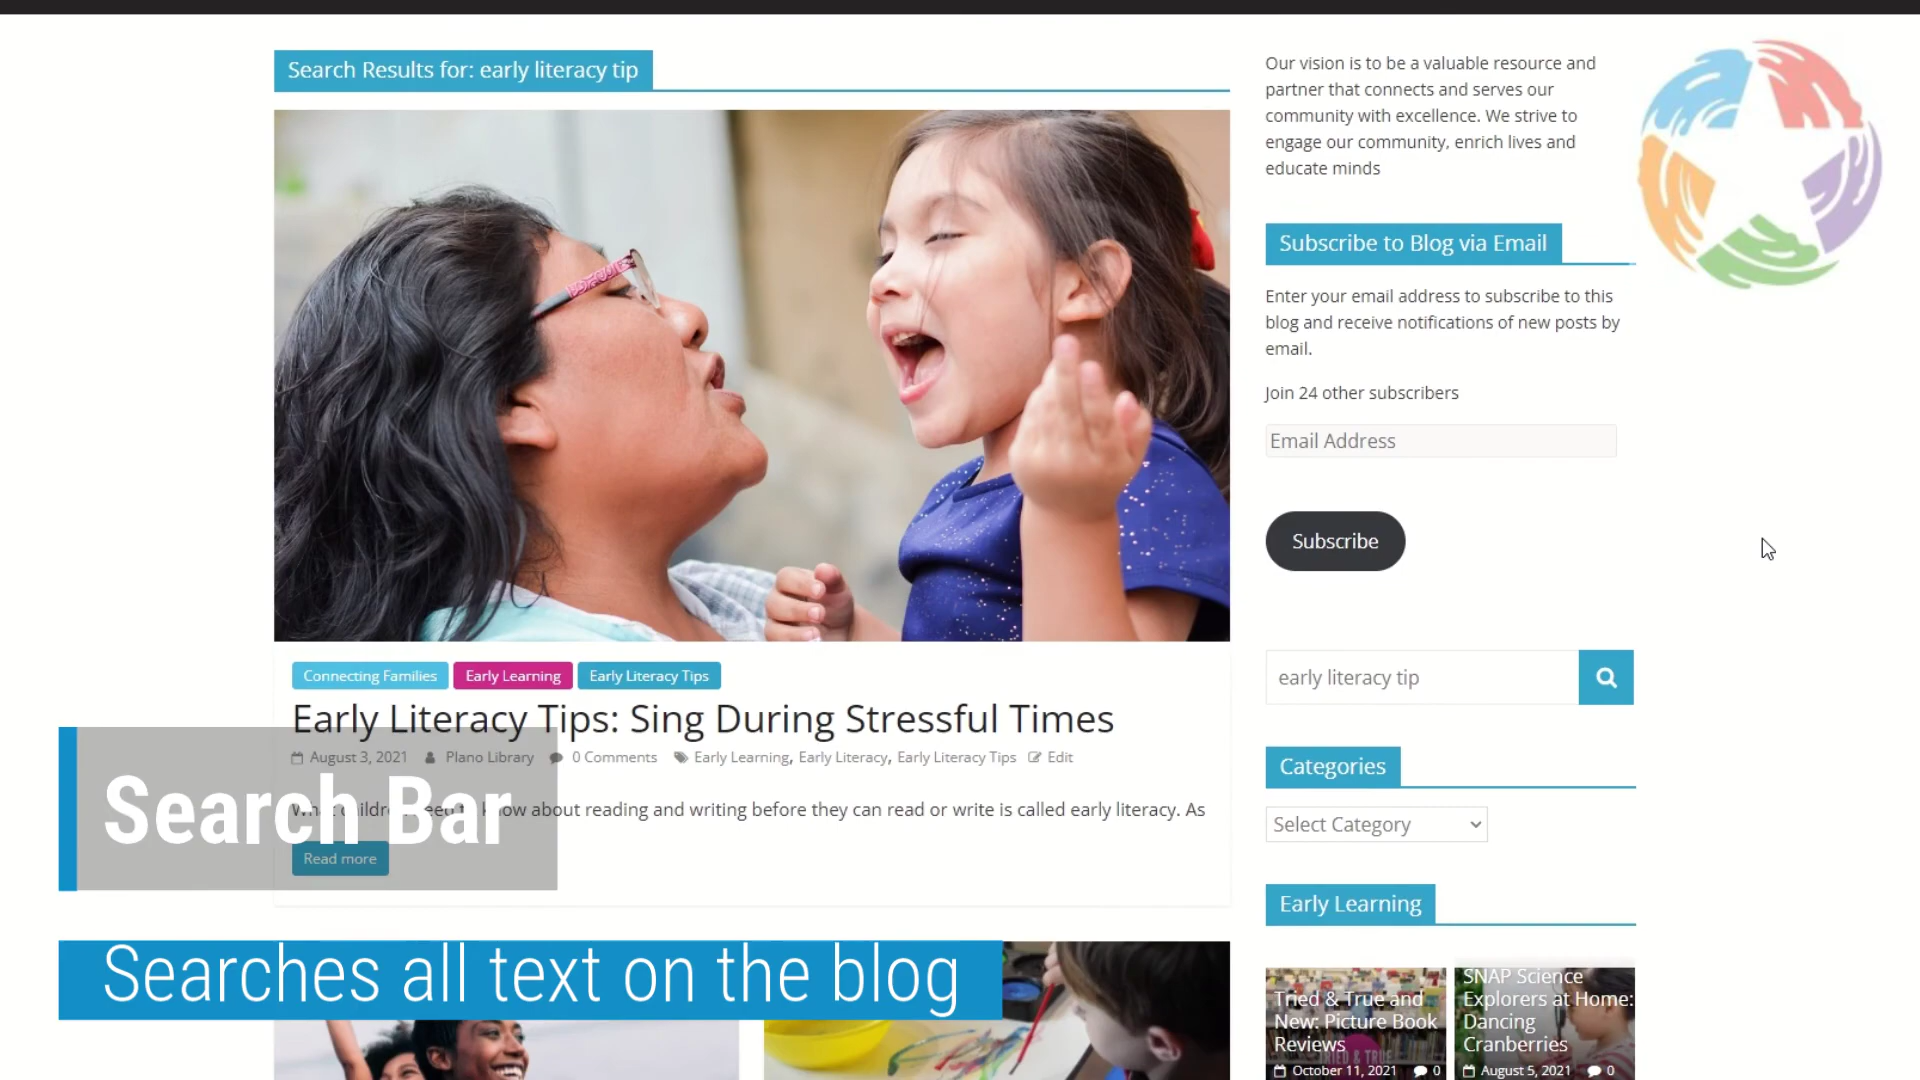 Search Results for: early literacy tip
Connecting Families
Early Learning
Early Literacy Tips
Early Literacy Tips: Sing During Stressful Times
August 3, 2021 Plano Library 0 Comments Early Learning, Early Literacy, Early Literacy Tips Edit
What children need to know about reading and writing before they can read or write is called early literacy. As
Read more
Search Bar
Searches all text on the blog
Our vision is to be a valuable resource and
partner that connects and serves our
community with excellence. We strive to
engage our community, enrich lives and
educate minds
Subscribe to Blog via Email
Enter your email address to subscribe to this
blog and receive notifications of new posts by
email.
Join 24 other subscribers
Email Address
Subscribe
early literacy tip
Categories
Select Category
Early Learning
Tried & True and
New: Picture Book
Reviews
TRIED & TRUE
October 11, 2021 0
SNAP Science
Explorers at Home:
Dancing
Cranberries
August 5, 2021 0